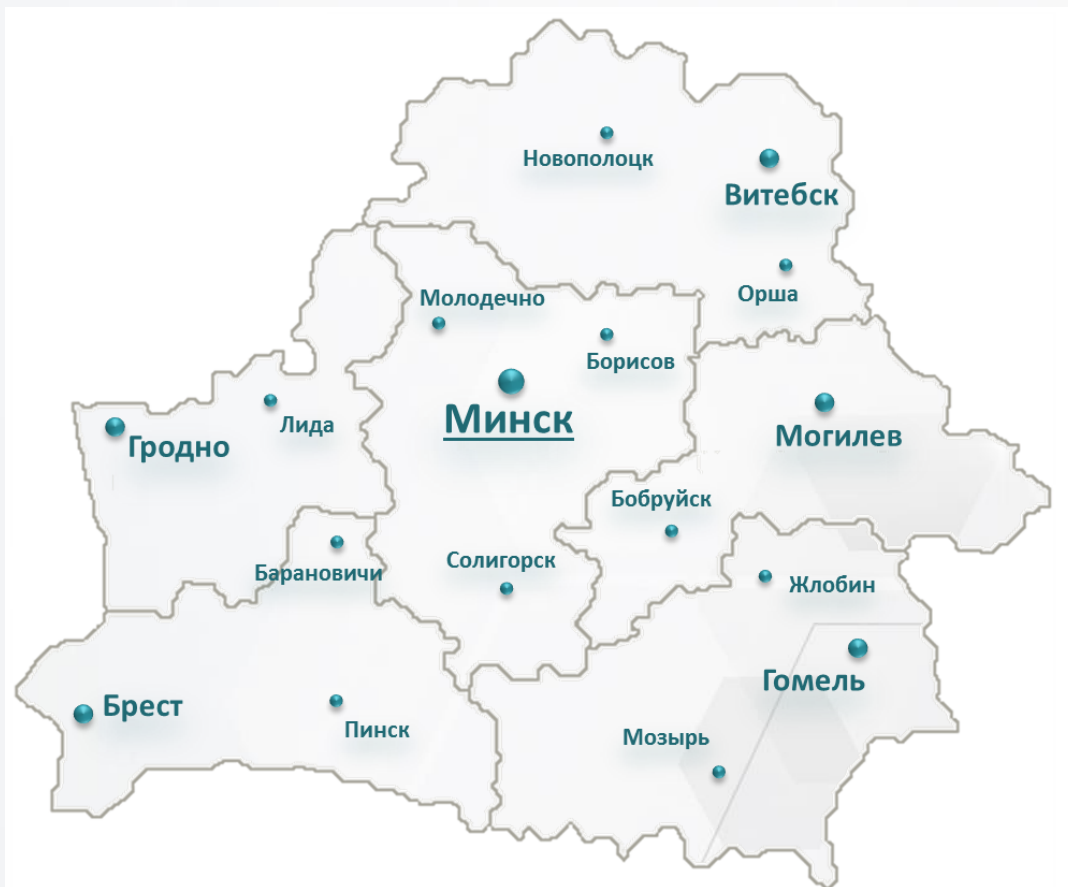 Новополоцк
Витебск
Орша
Молодечно
Борисов
Минск
Лида
Гродно
Могилев
Бобруйск
Солигорск
Барановичи
Жлобин
Гомель
Брест
Пинск
Мозырь